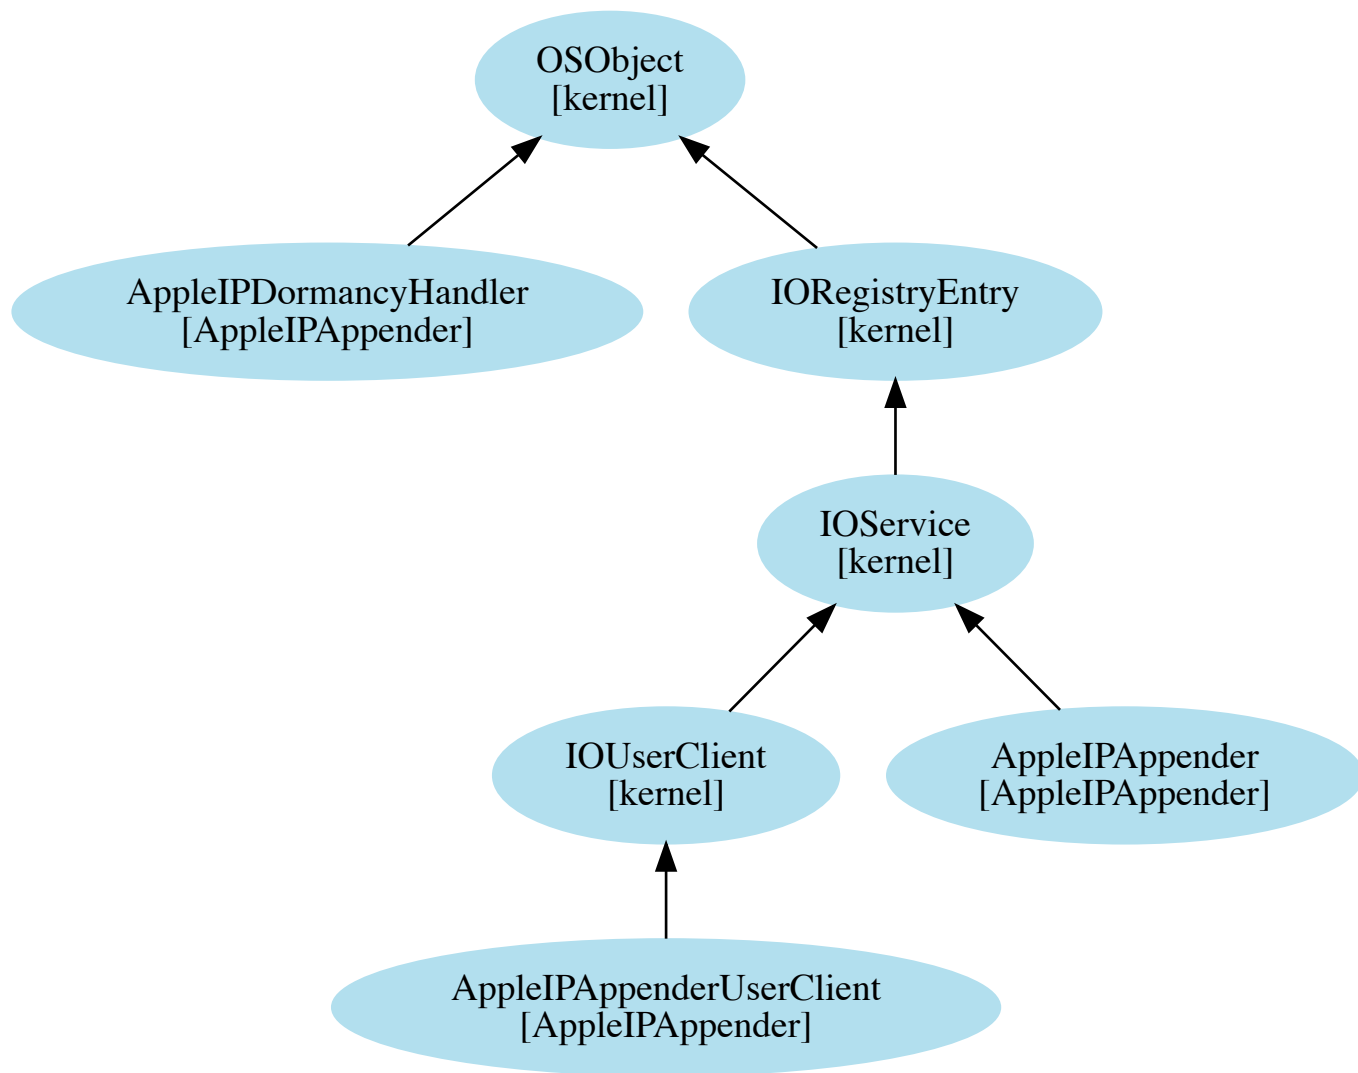 OSObject
[kernel]
AppleIPDormancyHandler
[AppleIPAppender]
IORegistryEntry
[kernel]
IOService
[kernel]
IOUserClient
[kernel]
AppleIPAppender
[AppleIPAppender]
AppleIPAppenderUserClient
[AppleIPAppender]